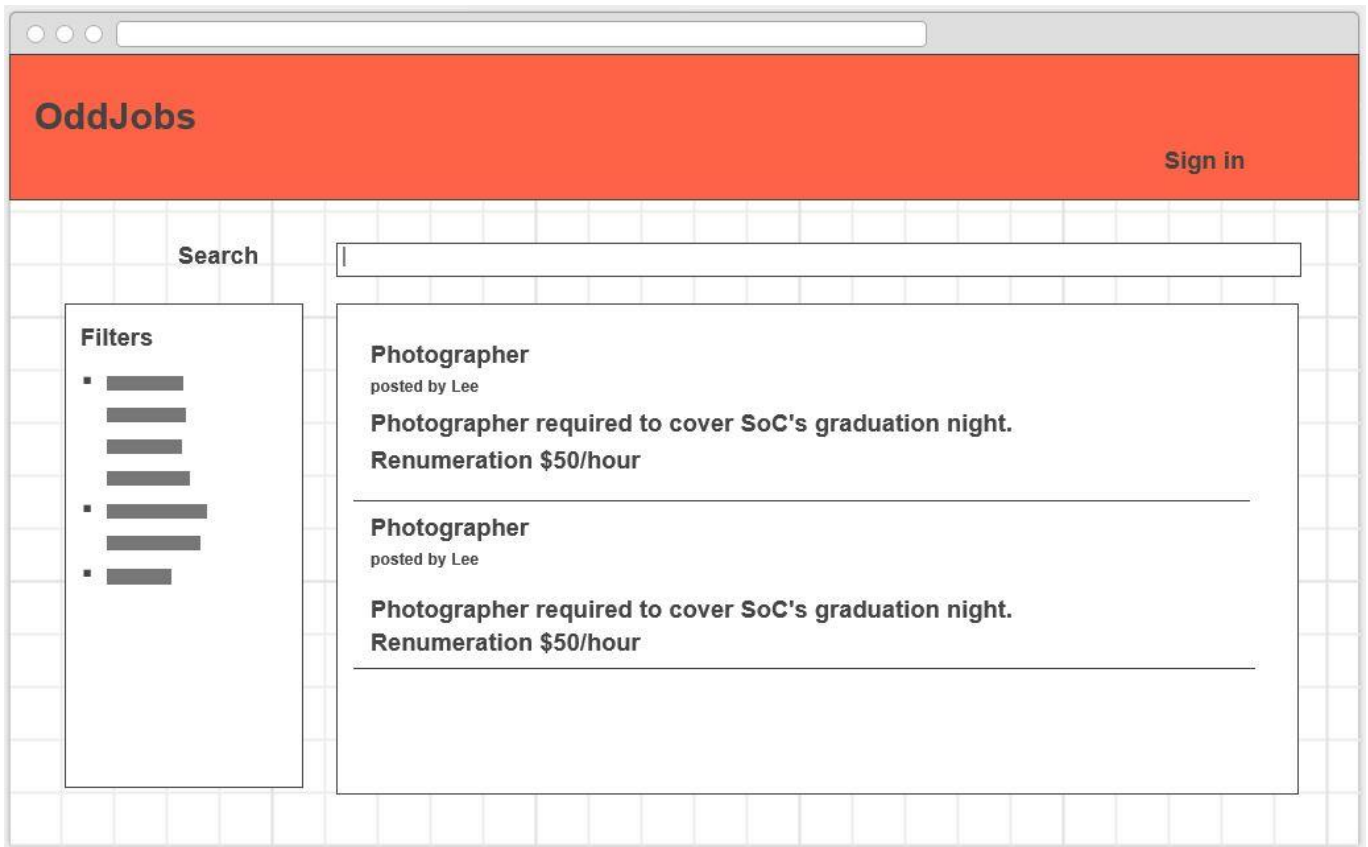 OddJobs
Sign in
Search
Filters
Photographer
posted by Lee
Photographer required to cover SoC's graduation night.
Renumeration $50/hour
Photographer
posted by Lee
Photographer required to cover SoC's graduation night.
Renumeration $50/hour